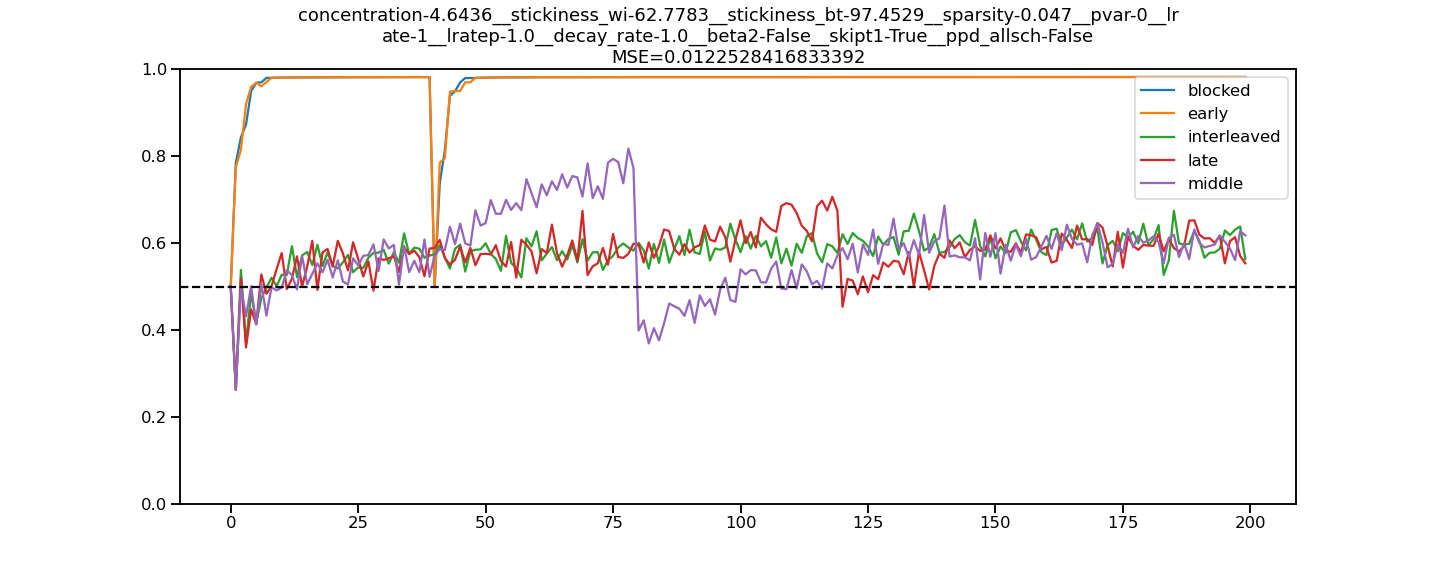 concentration-4.6436__stickiness_wi-62.7783__stickiness_bt-97.4529__sparsity-0.047__pvar-0__lr
ate-1__lratep-1.0__decay_rate-1.0__beta2-False__skipt1-True__ppd_allsch-False
MSE=0.0122528416833392
1.0
0.8
0.6
0.4
0.2
0.0
blocked
early
interleaved
late
middle
0 25 50 75 100 125 150 175 200